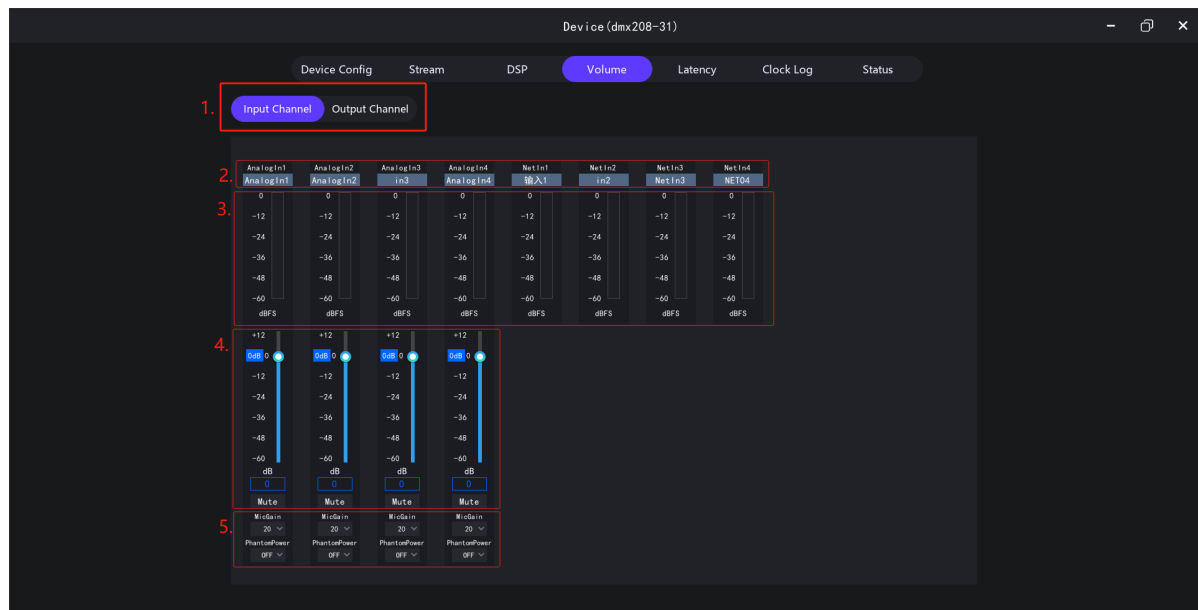 Device(dmx208-31)
Device Config Stream DSP Volume Latency Clock Log Status
1. Input Channel Output Channel
AnalogIn1 AnalogIn2 AnalogIn3 AnalogIn4 NetIn1 NetIn2 NetIn3 NetIn4
2. AnalogIn1 AnalogIn2 in3 AnalogIn4 输入1 in2 NetIn3 NET04
0 0 0 0 0 0 0 0
3. -12 -12 -12 -12 -12 -12 -12 -12
-24 -24 -24 -24 -24 -24 -24 -24
-36 -36 -36 -36 -36 -36 -36 -36
-48 -48 -48 -48 -48 -48 -48 -48
-60 -60 -60 -60 -60 -60 -60 -60
dBFS dBFS dBFS dBFS dBFS dBFS dBFS dBFS
4. +12 +12 +12 +12
0dB 0 0dB 0 0dB 0 0dB 0
-12 -12 -12 -12
-24 -24 -24 -24
-36 -36 -36 -36
-48 -48 -48 -48
-60 -60 -60 -60
dB dB dB dB
0 0 0 0
Mute Mute Mute Mute
MicGain MicGain MicGain MicGain
5. 20 20 20 20
PhantomPower PhantomPower PhantomPower PhantomPower
OFF OFF OFF OFF